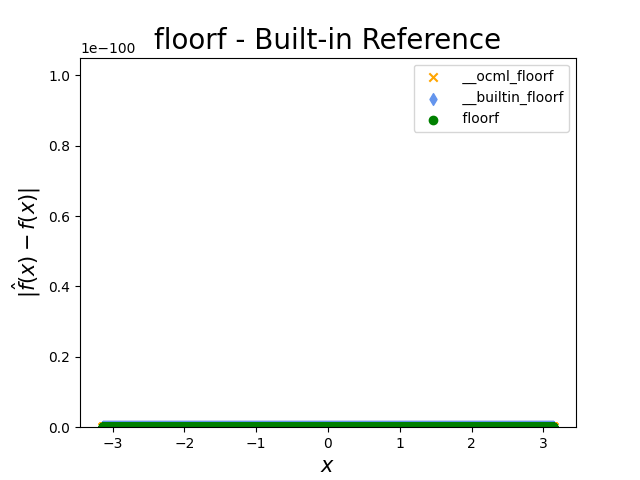 floorf - Built-in Reference
1e−100
1.0
0.8
0.6
0.4
0.2
0.0
|f̂(x) − f(x)|
__ocml_floorf
__builtin_floorf
floorf
−3
−2
−1
0
1
2
3
x